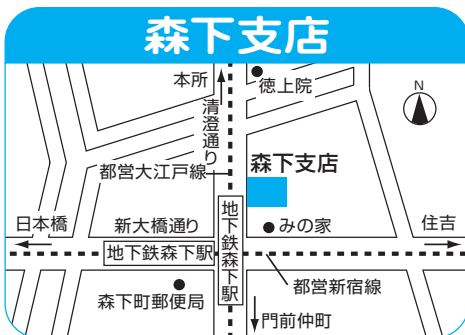 森下支店
本所
徳上院
N
清澄通り
都営大江戸線
森下支店
日本橋
新大橋通り
地下鉄森下駅
みの家
住吉
地下鉄森下駅
都営新宿線
森下町郵便局
門前仲町